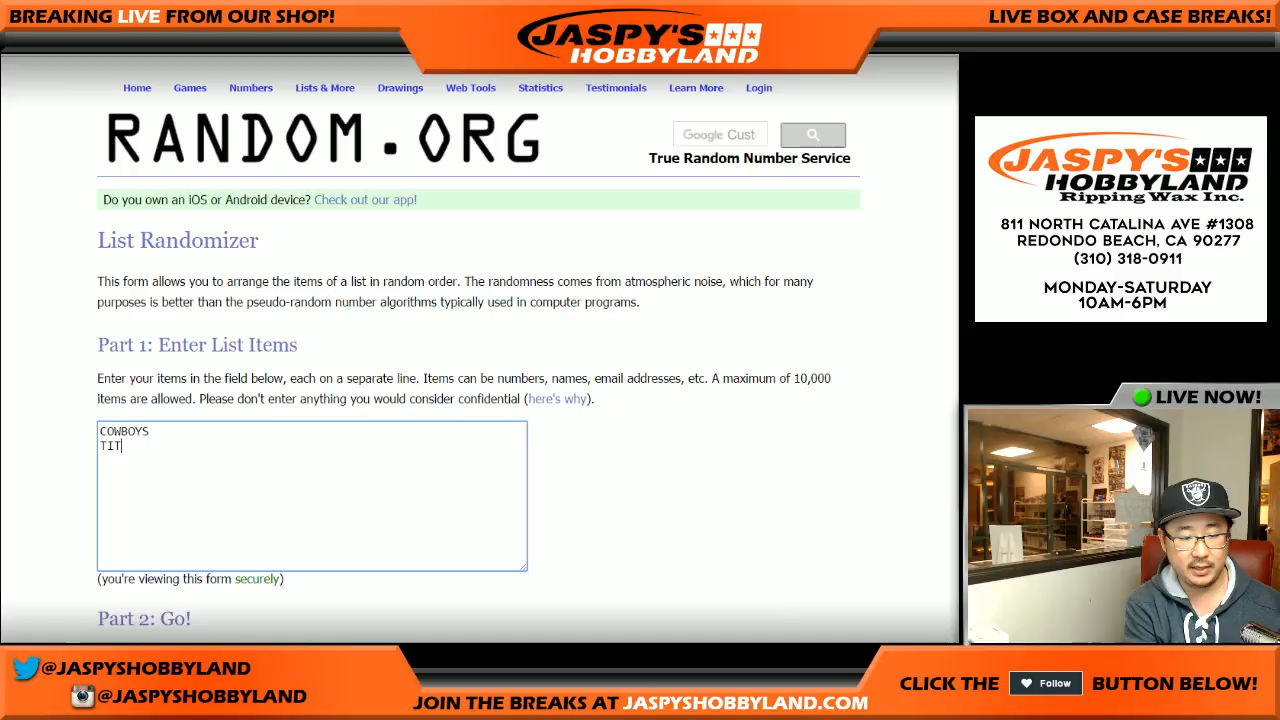 BREAKING LIVE FROM OUR SHOP!
JASPY'S
HOBBYLAND
LIVE BOX AND CASE BREAKS!
Home Games Numbers Lists & More Drawings Web Tools Statistics Testimonials Learn More Login
RANDOM.ORG
Google Cust
True Random Number Service
Do you own an iOS or Android device? Check out our app!
List Randomizer
This form allows you to arrange the items of a list in random order. The randomness comes from atmospheric noise, which for many
purposes is better than the pseudo-random number algorithms typically used in computer programs.
Part 1: Enter List Items
Enter your items in the field below, each on a separate line. Items can be numbers, names, email addresses, etc. A maximum of 10,000
items are allowed. Please don't enter anything you would consider confidential (here's why).
COWBOYS
TIT
(you're viewing this form securely)
Part 2: Go!
JASPY'S
HOBBYLAND
Ripping Wax Inc.
811 NORTH CATALINA AVE #1308
REDONDO BEACH, CA 90277
(310) 318-0911
MONDAY-SATURDAY
10AM-6PM
LIVE NOW!
@JASPYSHOBBYLAND
@JASPYSHOBBYLAND
JOIN THE BREAKS AT JASPYSHOBBYLAND.COM
CLICK THE Follow BUTTON BELOW!